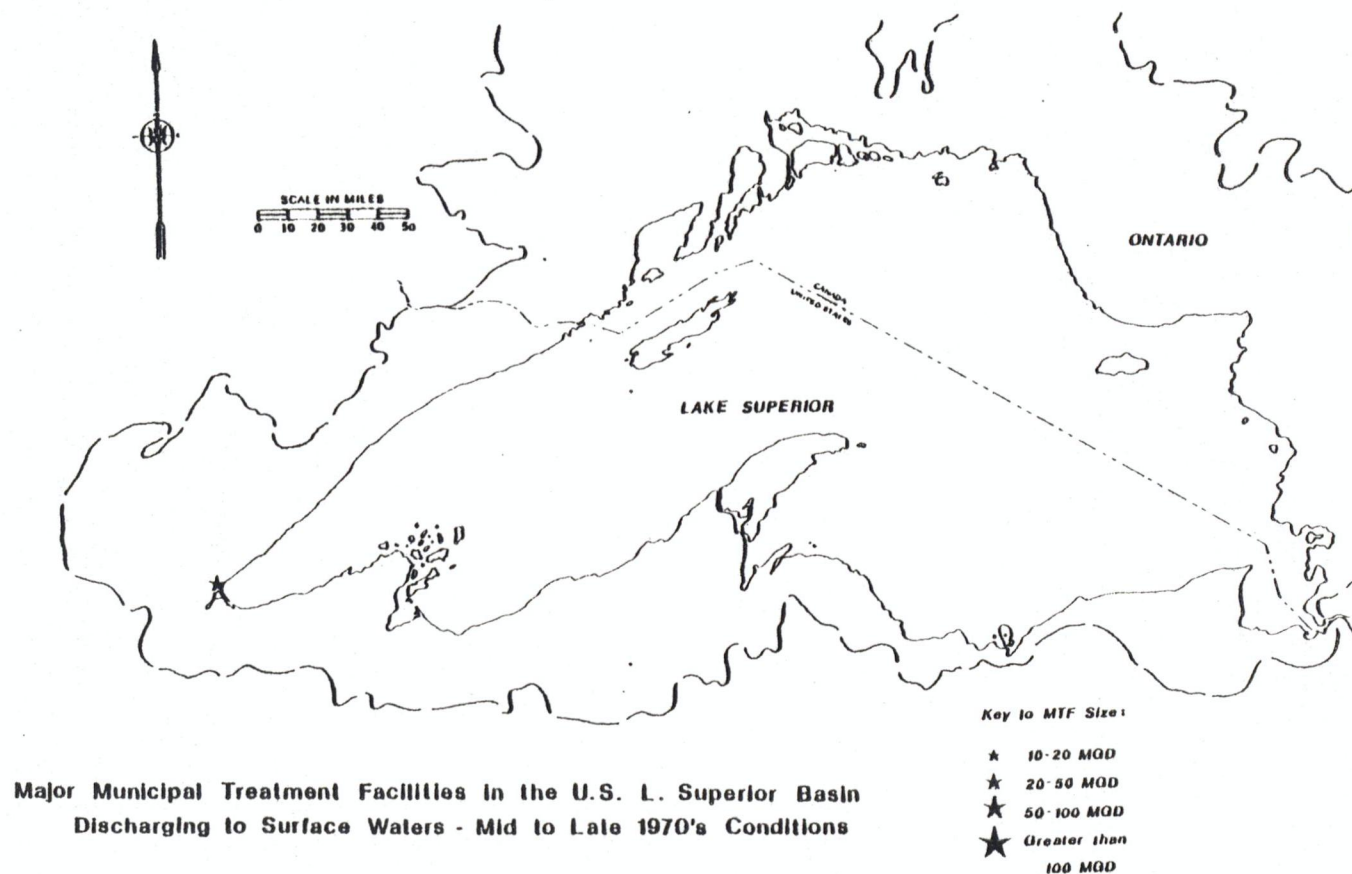 SCALE IN MILES
0 10 20 30 40 50
ONTARIO
CANADA
UNITED STATES
LAKE SUPERIOR
Key to MTF Size:
10-20 MGD
20-50 MGD
50-100 MGD
Greater than
100 MGD
Major Municipal Treatment Facilities in the U.S. L. Superior Basin
Discharging to Surface Waters - Mid to Late 1970's Conditions